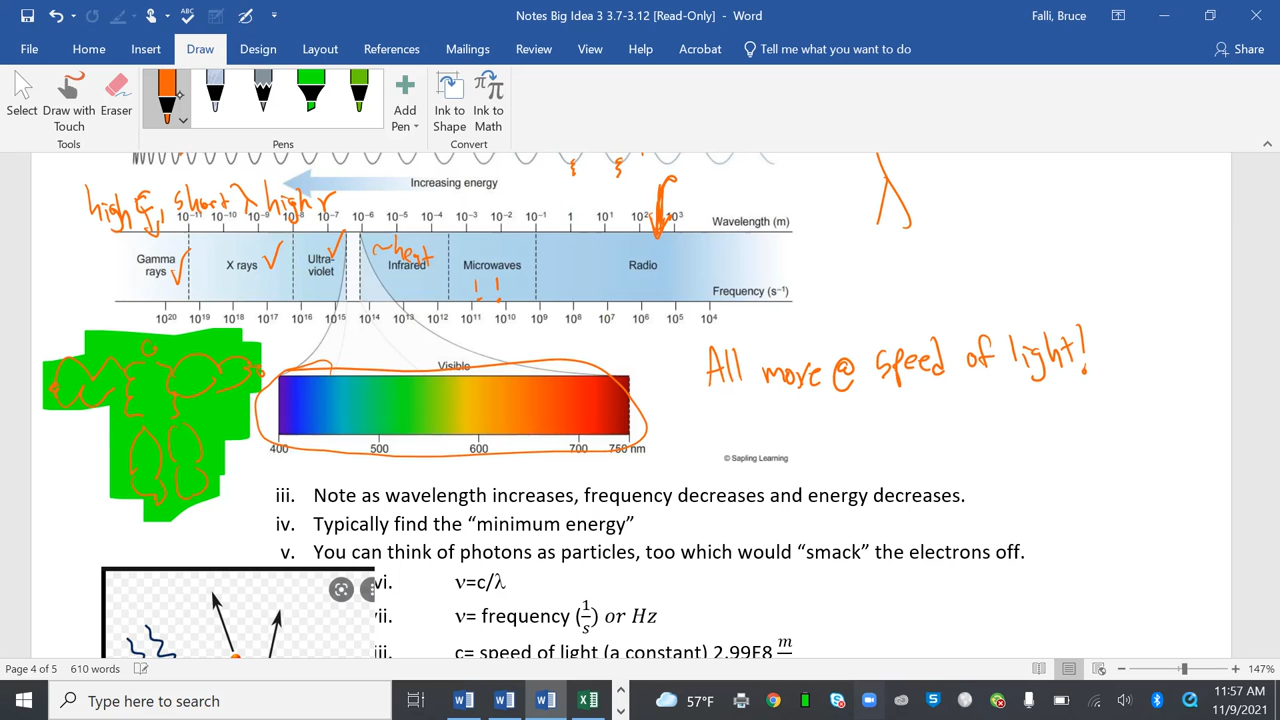 Notes Big Idea 3 3.7-3.12 [Read-Only] - Word
Falli, Bruce
File Home Insert Draw Design Layout References Mailings Review View Help Acrobat Tell me what you want to do Share
Select Draw with Touch Eraser Add Pen Ink to Shape Ink to Math
Tools Pens Convert
Increasing energy
high E, short λ high ν
10⁻¹¹ 10⁻¹⁰ 10⁻⁹ 10⁻⁸ 10⁻⁷ 10⁻⁶ 10⁻⁵ 10⁻⁴ 10⁻³ 10⁻² 10⁻¹ 1 10¹ 10² 10³ Wavelength (m)
λ
~heat
Gamma rays X rays Ultra-violet Infrared Microwaves Radio
!!
Frequency (s⁻¹)
10²⁰ 10¹⁹ 10¹⁸ 10¹⁷ 10¹⁶ 10¹⁵ 10¹⁴ 10¹³ 10¹² 10¹¹ 10¹⁰ 10⁹ 10⁸ 10⁷ 10⁶ 10⁵ 10⁴
Visible
All move @ speed of light!
400 500 600 700 750 nm
© Sapling Learning
iii. Note as wavelength increases, frequency decreases and energy decreases.
iv. Typically find the “minimum energy”
v. You can think of photons as particles, too which would “smack” the electrons off.
vi. ν=c/λ
vii. ν= frequency (1/s) or Hz
iii. c= speed of light (a constant) 2.99E8 m
Page 4 of 5 610 words 147%
Type here to search
57°F
11:57 AM
11/9/2021